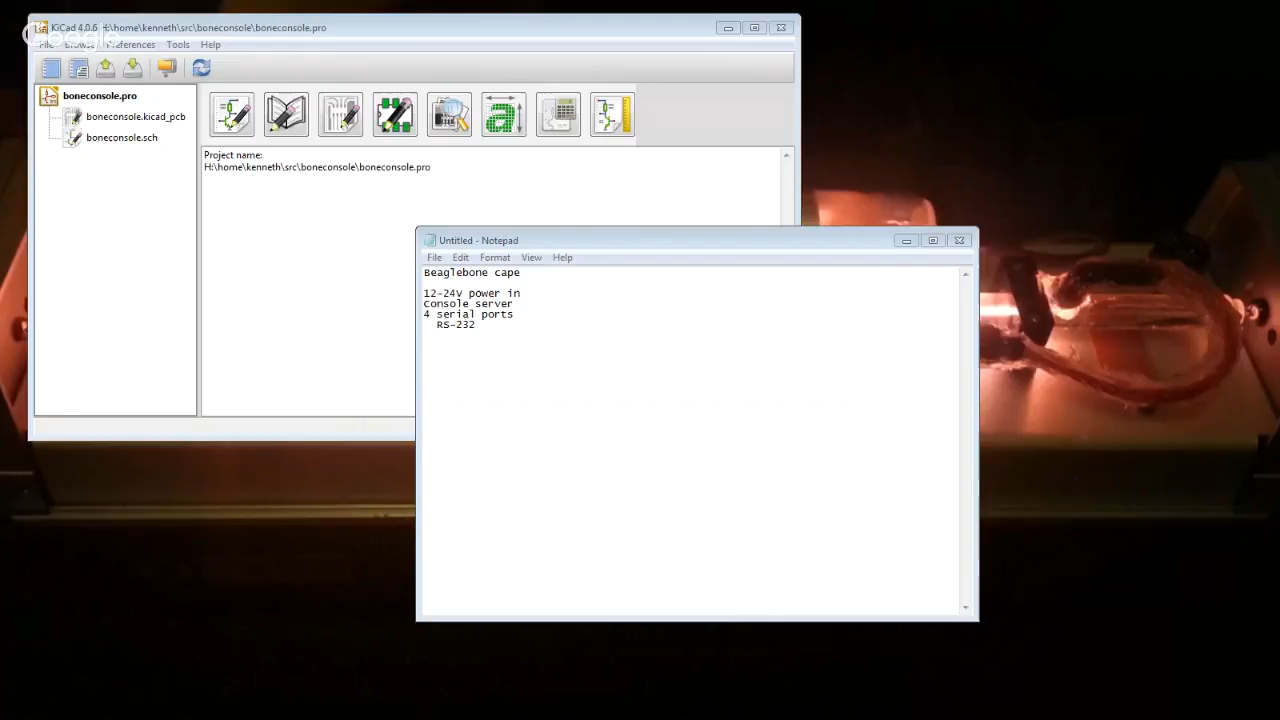 KiCad 4.0.6 H:\home\kenneth\src\boneconsole\boneconsole.pro
File Browse Preferences Tools Help
boneconsole.pro
boneconsole.kicad_pcb
boneconsole.sch
Project name:
H:\home\kenneth\src\boneconsole\boneconsole.pro
Untitled - Notepad
File Edit Format View Help
Beaglebone cape
12-24V power in
Console server
4 serial ports
RS-232